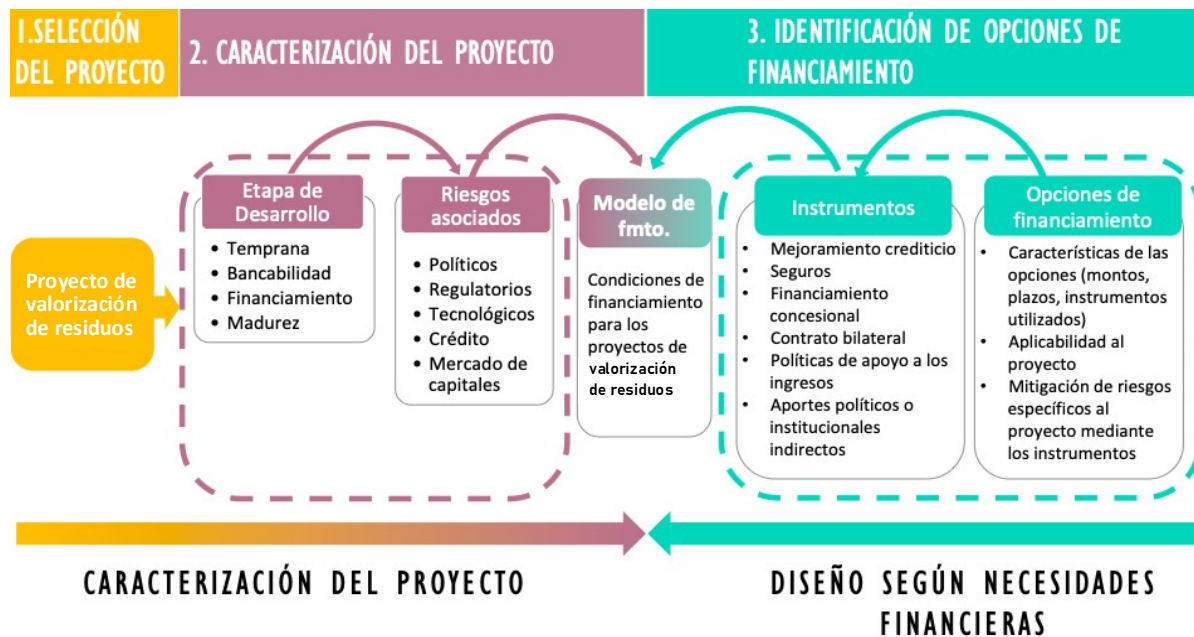 1.SELECCIÓN
DEL PROYECTO
2. CARACTERIZACIÓN DEL PROYECTO
3. IDENTIFICACIÓN DE OPCIONES DE
FINANCIAMIENTO
Proyecto de
valorización
de residuos
Etapa de
Desarrollo
• Temprana
• Bancabilidad
• Financiamiento
• Madurez
Riesgos
asociados
• Políticos
• Regulatorios
• Tecnológicos
• Crédito
• Mercado de
capitales
Modelo de
fmto.
Condiciones de
financiamiento
para los
proyectos de
valorización
de residuos
Instrumentos
• Mejoramiento crediticio
• Seguros
• Financiamiento
concesional
• Contrato bilateral
• Políticas de apoyo a los
ingresos
• Aportes políticos o
institucionales
indirectos
Opciones de
financiamiento
• Características de las
opciones (montos,
plazos, instrumentos
utilizados)
• Aplicabilidad al
proyecto
• Mitigación de riesgos
específicos al
proyecto mediante
los instrumentos
CARACTERIZACIÓN DEL PROYECTO
DISEÑO SEGÚN NECESIDADES
FINANCIERAS